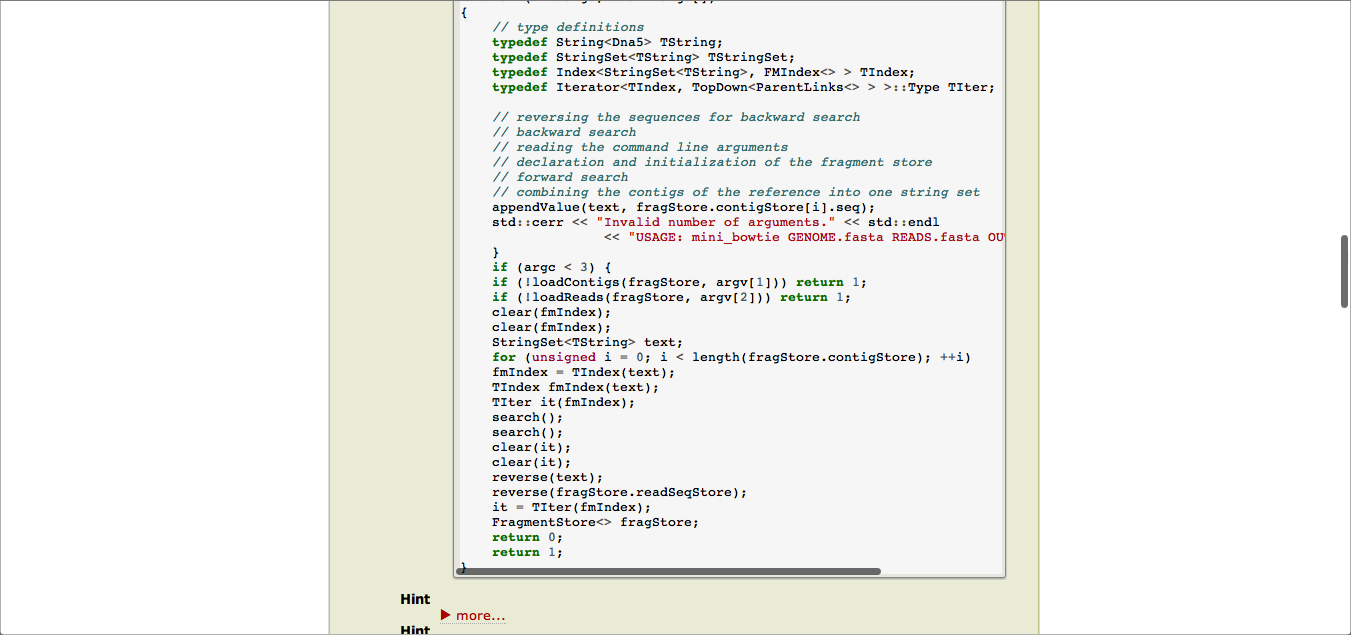 {
// type definitions
typedef String<Dna5> TString;
typedef StringSet<TString> TStringSet;
typedef Index<StringSet<TString>, FMIndex<> > TIndex;
typedef Iterator<TIndex, TopDown<ParentLinks<> > >::Type TIter;
// reversing the sequences for backward search
// backward search
// reading the command line arguments
// declaration and initialization of the fragment store
// forward search
// combining the contigs of the reference into one string set
appendValue(text, fragStore.contigStore[i].seq);
std::cerr << "Invalid number of arguments." << std::endl
<< "USAGE: mini_bowtie GENOME.fasta READS.fasta OU
}
if (argc < 3) {
if (!loadContigs(fragStore, argv[1])) return 1;
if (!loadReads(fragStore, argv[2])) return 1;
clear(fmIndex);
clear(fmIndex);
StringSet<TString> text;
for (unsigned i = 0; i < length(fragStore.contigStore); ++i)
fmIndex = TIndex(text);
TIndex fmIndex(text);
TIter it(fmIndex);
search();
search();
clear(it);
clear(it);
reverse(text);
reverse(fragStore.readSeqStore);
it = TIter(fmIndex);
FragmentStore<> fragStore;
return 0;
return 1;
}
Hint
more...
Hint